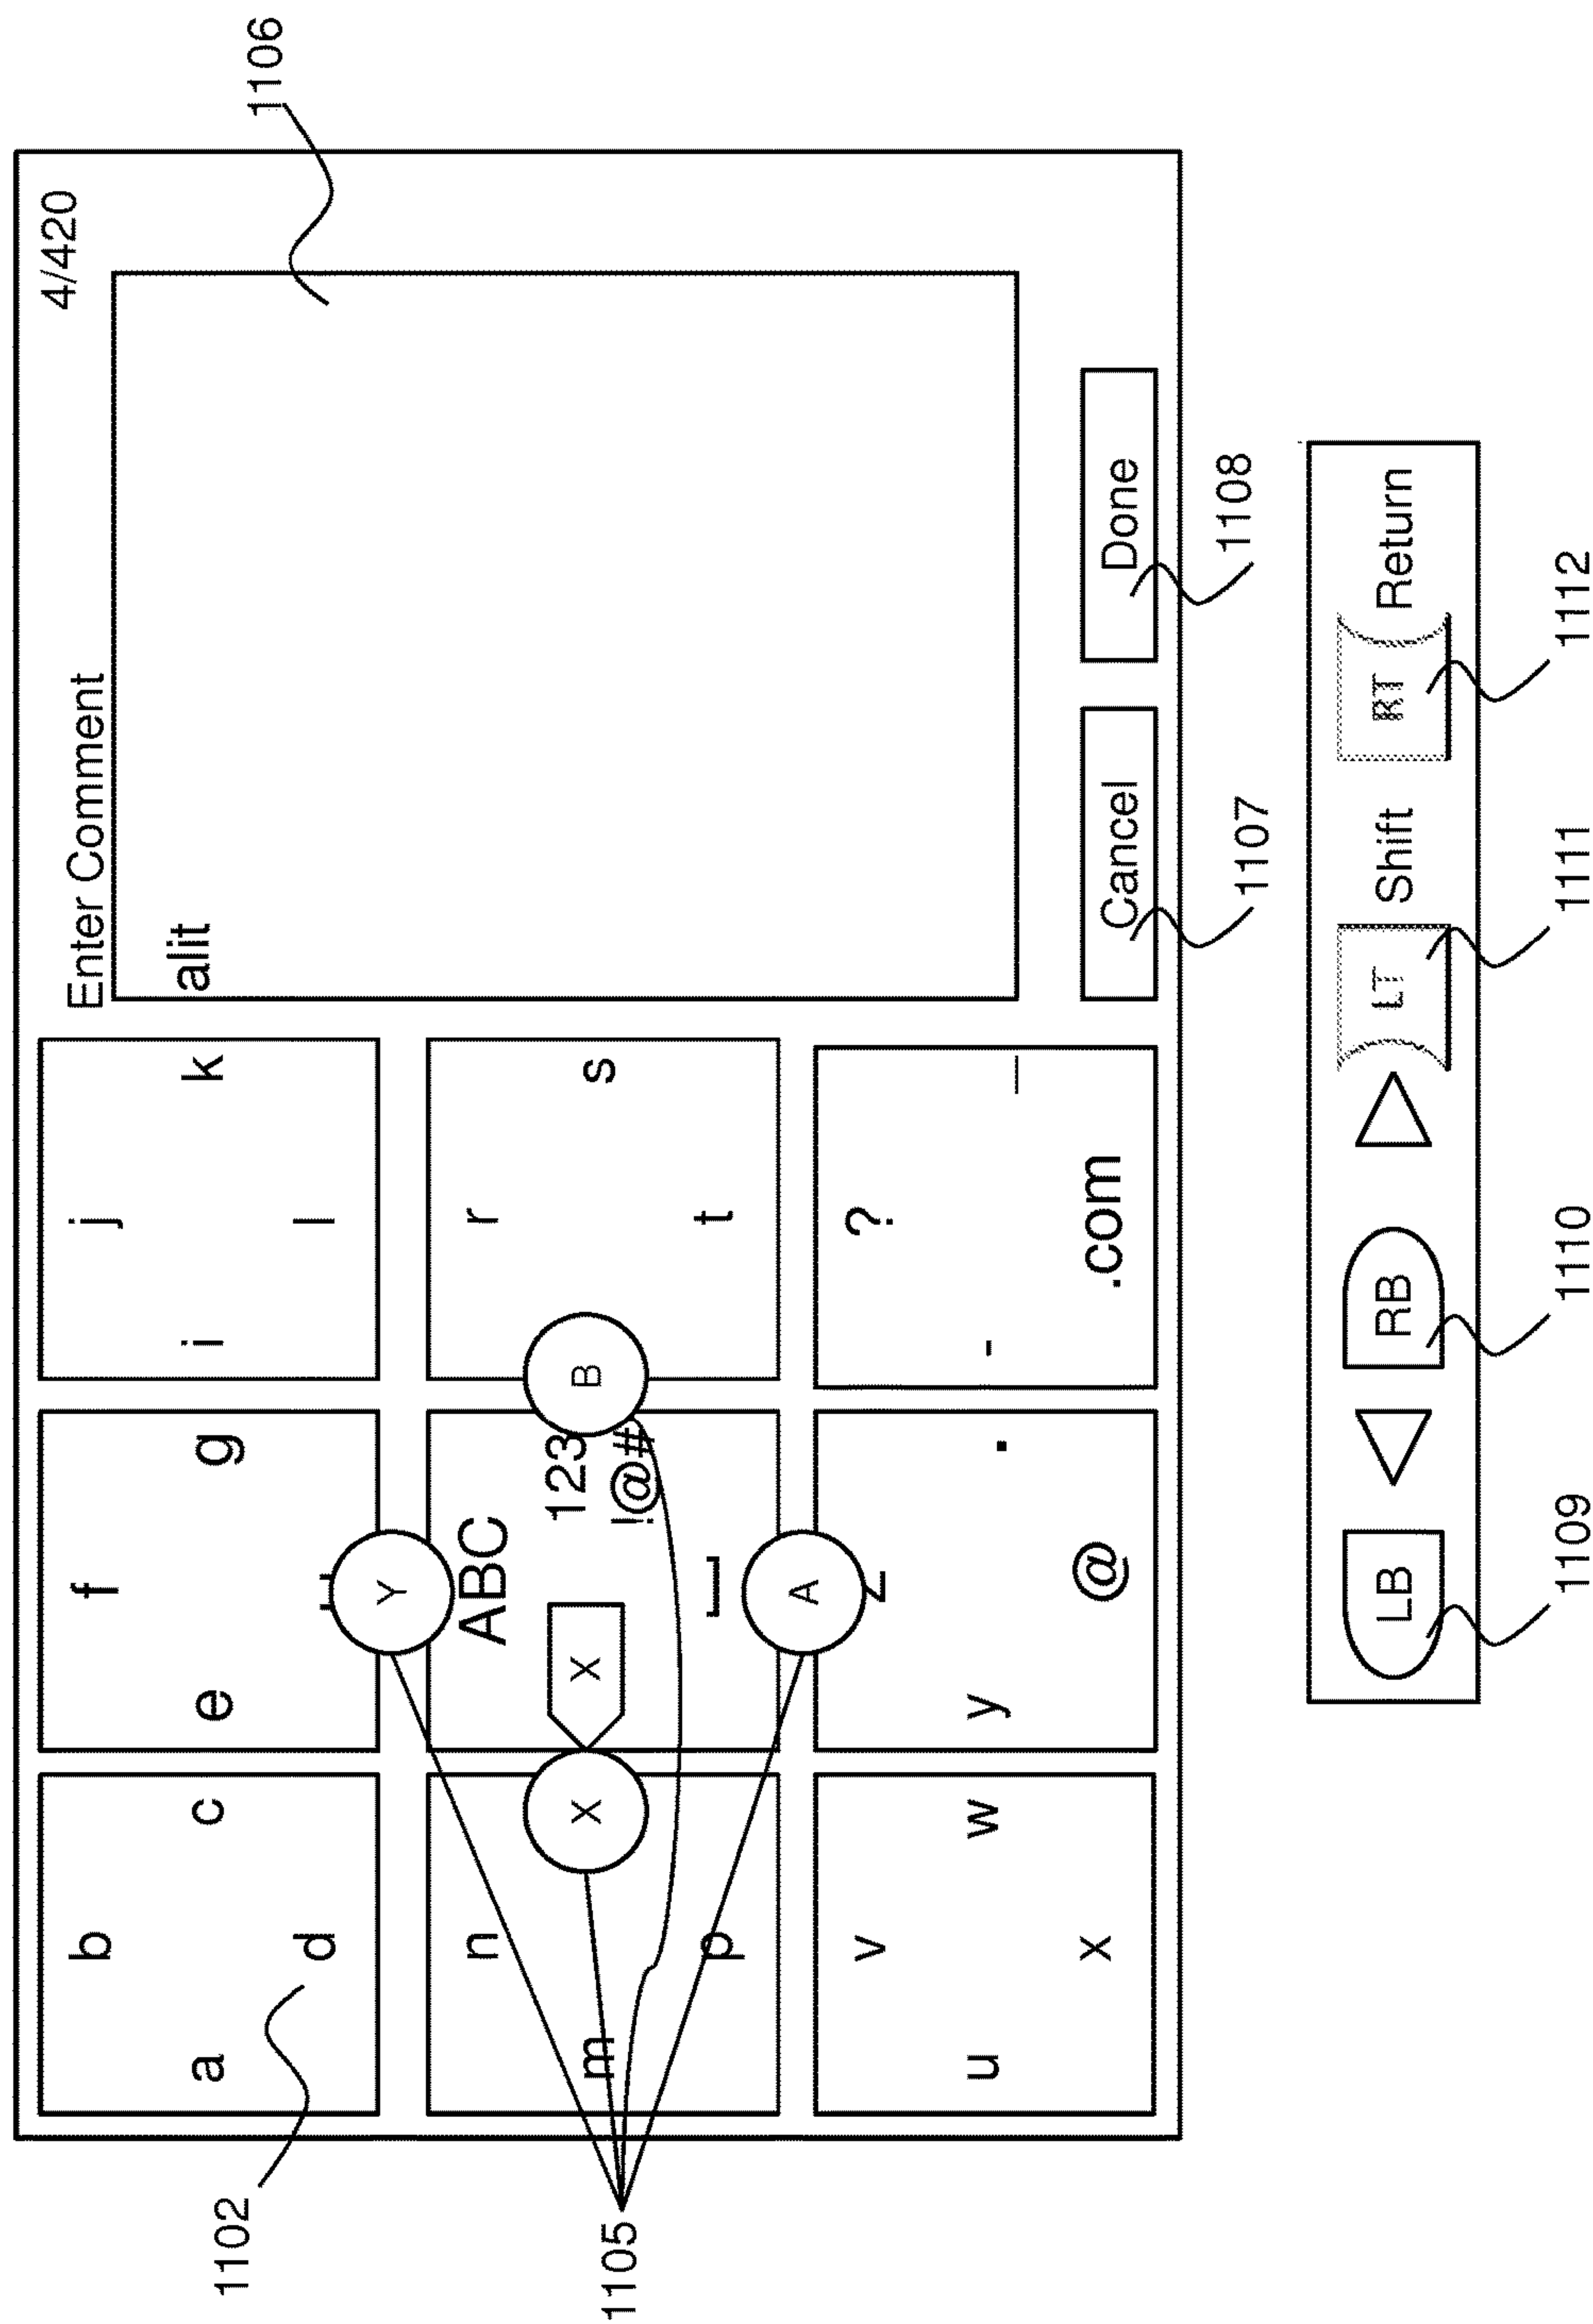 1106
4/420
Enter Comment
alit
b f j
a c e g i k
d l
n Y r
ABC
m X X 123 B s
!@#
p t
A
v z ?
u w y . - _
x @ .com
Cancel Done
1102
1105
1107 1108
LB RB LT Shift RT Return
1109 1110 1111 1112